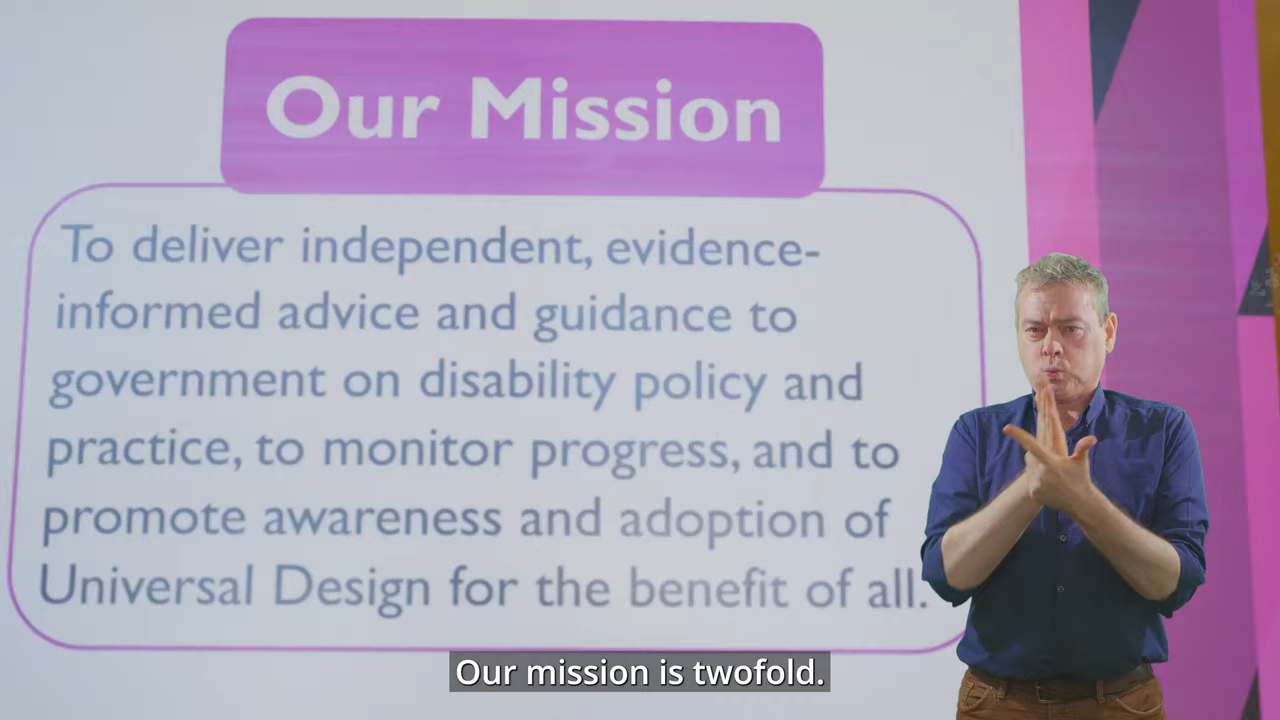 Our Mission
To deliver independent, evidence-
informed advice and guidance to
government on disability policy and
practice, to monitor progress, and to
promote awareness and adoption of
Universal Design for the benefit of all.
Our mission is twofold.